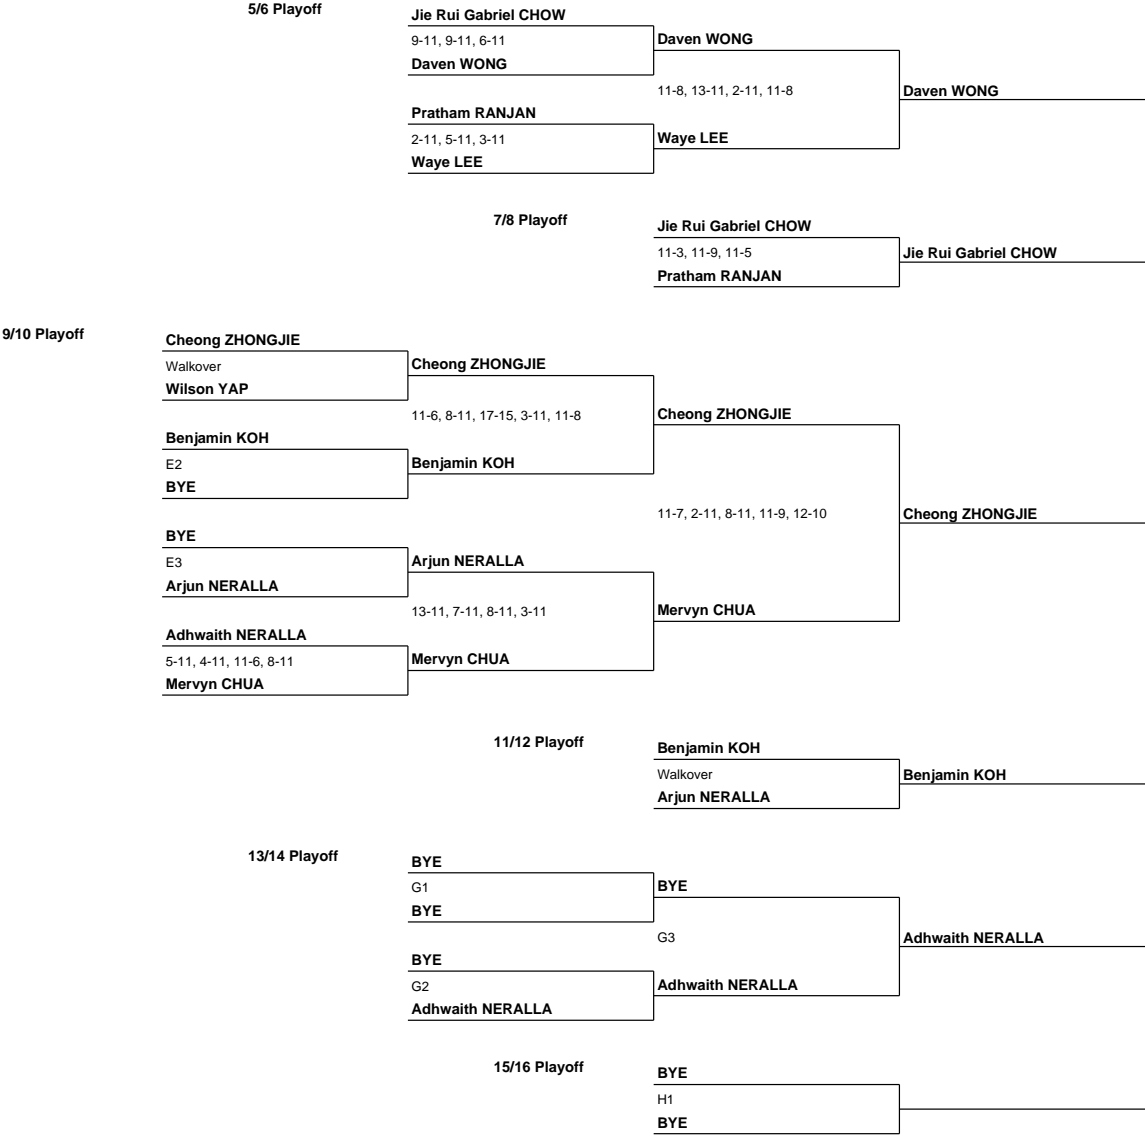 5/6 Playoff
Jie Rui Gabriel CHOW
9-11, 9-11, 6-11
Daven WONG
Daven WONG
11-8, 13-11, 2-11, 11-8
Daven WONG
Pratham RANJAN
2-11, 5-11, 3-11
Waye LEE
Waye LEE
7/8 Playoff
Jie Rui Gabriel CHOW
11-3, 11-9, 11-5
Jie Rui Gabriel CHOW
Pratham RANJAN
9/10 Playoff
Cheong ZHONGJIE
Walkover
Cheong ZHONGJIE
Wilson YAP
11-6, 8-11, 17-15, 3-11, 11-8
Cheong ZHONGJIE
Benjamin KOH
E2
Benjamin KOH
BYE
11-7, 2-11, 8-11, 11-9, 12-10
Cheong ZHONGJIE
BYE
E3
Arjun NERALLA
Arjun NERALLA
13-11, 7-11, 8-11, 3-11
Mervyn CHUA
Adhwaith NERALLA
5-11, 4-11, 11-6, 8-11
Mervyn CHUA
Mervyn CHUA
11/12 Playoff
Benjamin KOH
Walkover
Benjamin KOH
Arjun NERALLA
13/14 Playoff
BYE
G1
BYE
BYE
G3
Adhwaith NERALLA
BYE
G2
Adhwaith NERALLA
Adhwaith NERALLA
15/16 Playoff
BYE
H1
BYE